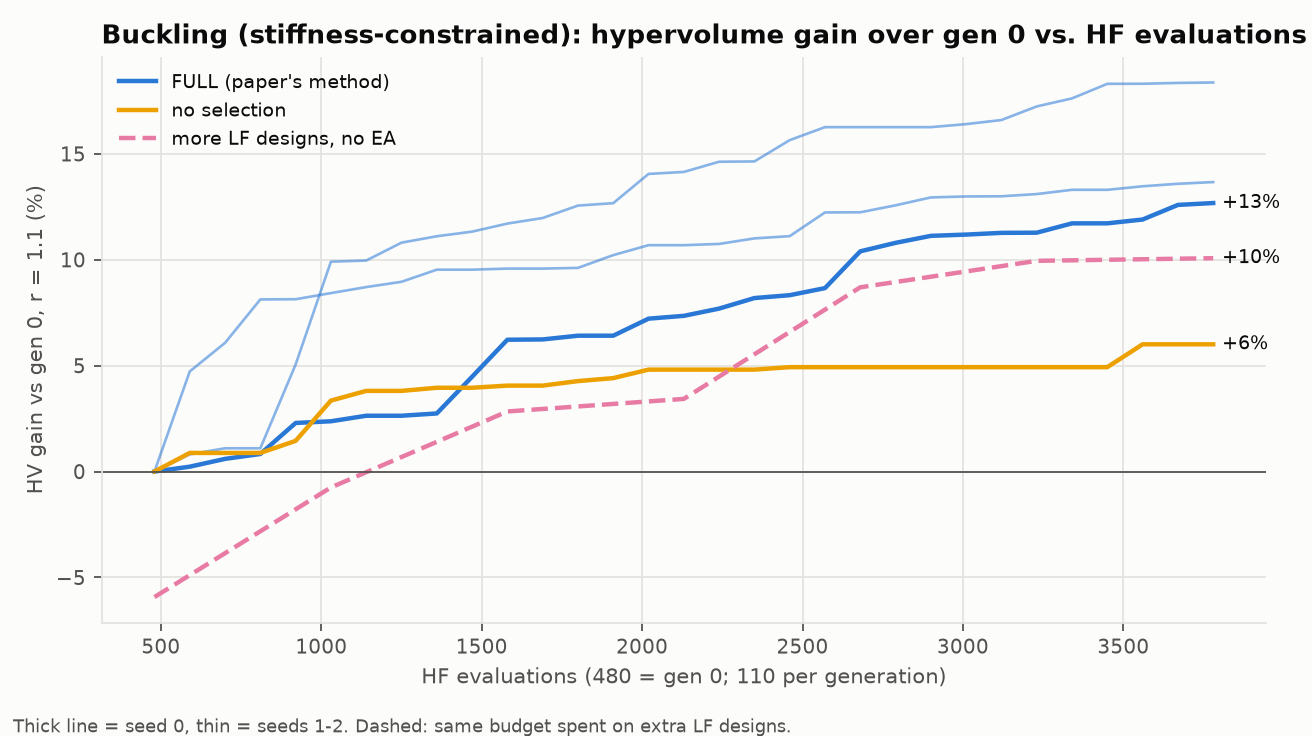 Buckling (stiffness-constrained): hypervolume gain over gen 0 vs. HF evaluations
FULL (paper's method)
no selection
more LF designs, no EA
HV gain vs gen 0, r = 1.1 (%)
15
10
5
0
−5
+13%
+10%
+6%
500 1000 1500 2000 2500 3000 3500
HF evaluations (480 = gen 0; 110 per generation)
Thick line = seed 0, thin = seeds 1-2. Dashed: same budget spent on extra LF designs.